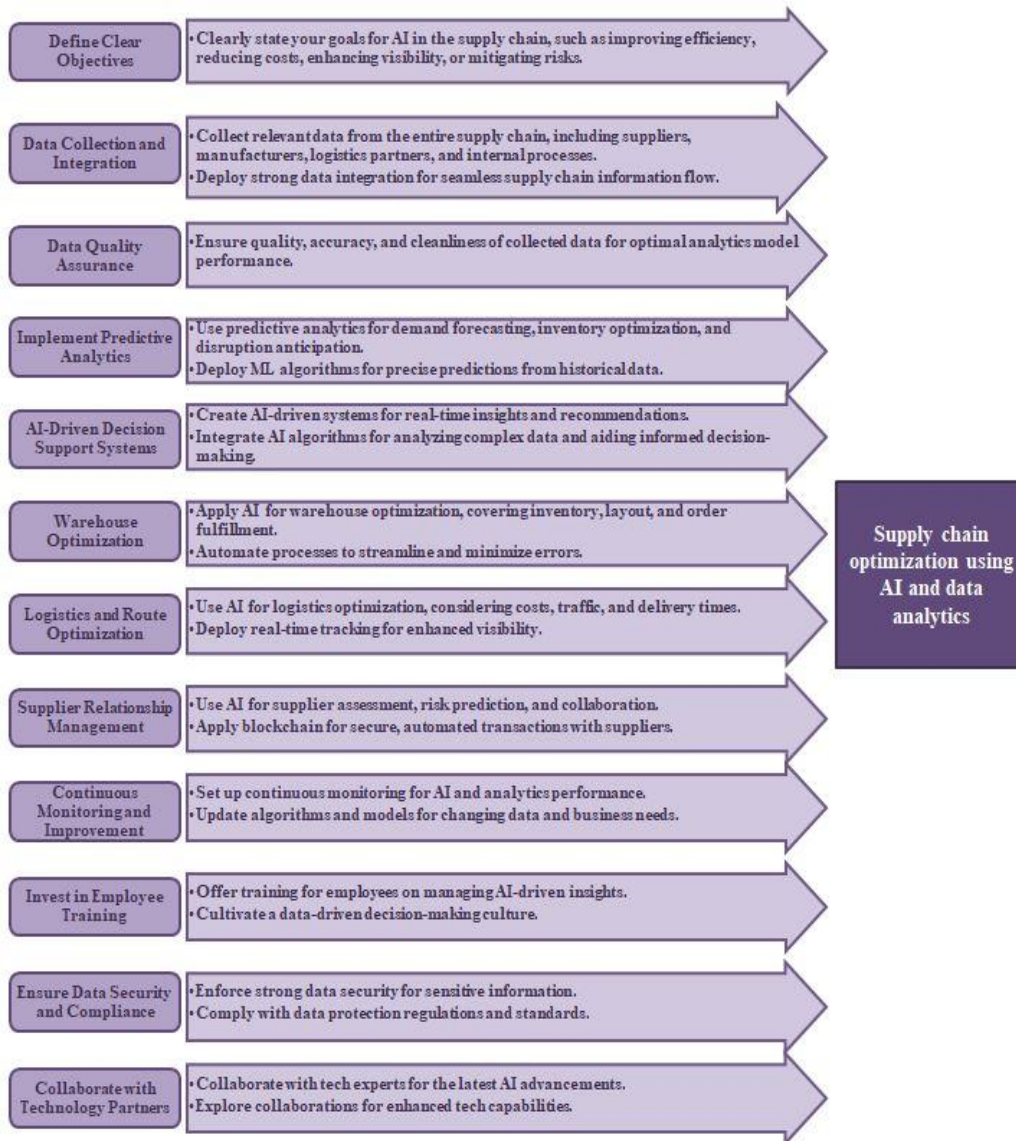 Define Clear
Objectives
•Clearly state your goals for AI in the supply chain, such as improving efficiency,
reducing costs, enhancing visibility, or mitigating risks.
Data Collection and
Integration
•Collect relevant data from the entire supply chain, including suppliers,
manufacturers, logistics partners, and internal processes.
•Deploy strong data integration for seamless supply chain information flow.
Data Quality
Assurance
•Ensure quality, accuracy, and cleanliness of collected data for optimal analytics model
performance.
Implement Predictive
Analytics
•Use predictive analytics for demand forecasting, inventory optimization, and
disruption anticipation.
•Deploy ML algorithms for precise predictions from historical data.
AI-Driven Decision
Support Systems
•Create AI-driven systems for real-time insights and recommendations.
•Integrate AI algorithms for analyzing complex data and aiding informed decision-
making.
Warehouse
Optimization
•Apply AI for warehouse optimization, covering inventory, layout, and order
fulfillment.
•Automate processes to streamline and minimize errors.
Logistics and Route
Optimization
•Use AI for logistics optimization, considering costs, traffic, and delivery times.
•Deploy real-time tracking for enhanced visibility.
Supplier Relationship
Management
•Use AI for supplier assessment, risk prediction, and collaboration.
•Apply blockchain for secure, automated transactions with suppliers.
Continuous
Monitoring and
Improvement
•Set up continuous monitoring for AI and analytics performance.
•Update algorithms and models for changing data and business needs.
Invest in Employee
Training
•Offer training for employees on managing AI-driven insights.
•Cultivate a data-driven decision-making culture.
Ensure Data Security
and Compliance
•Enforce strong data security for sensitive information.
•Comply with data protection regulations and standards.
Collaborate with
Technology Partners
•Collaborate with tech experts for the latest AI advancements.
•Explore collaborations for enhanced tech capabilities.
Supply chain
optimization using
AI and data
analytics